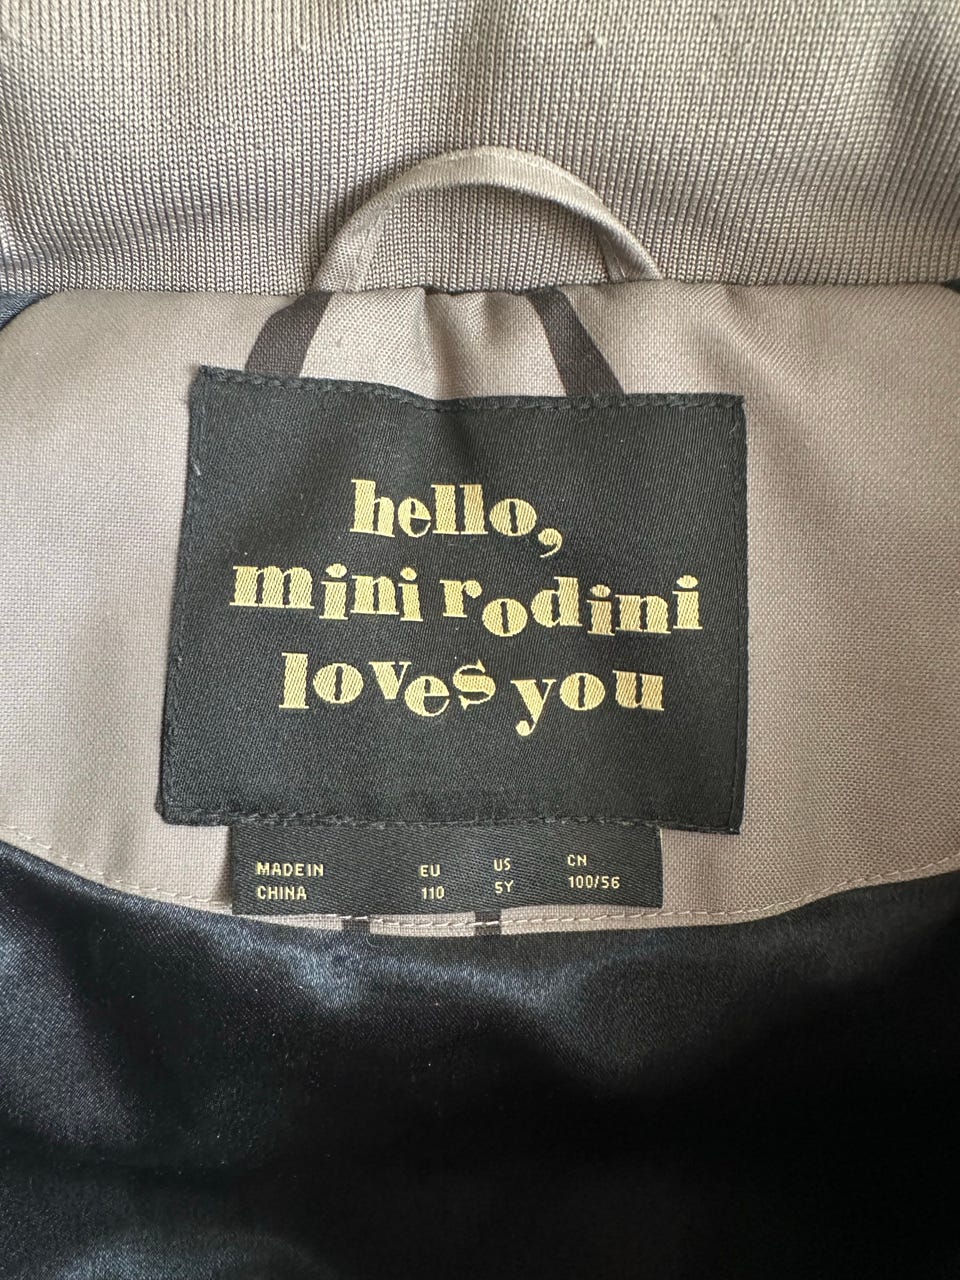 hello,
mini rodini
loves you
MADE IN CHINA
EU 110
US 5Y
CN 100/56